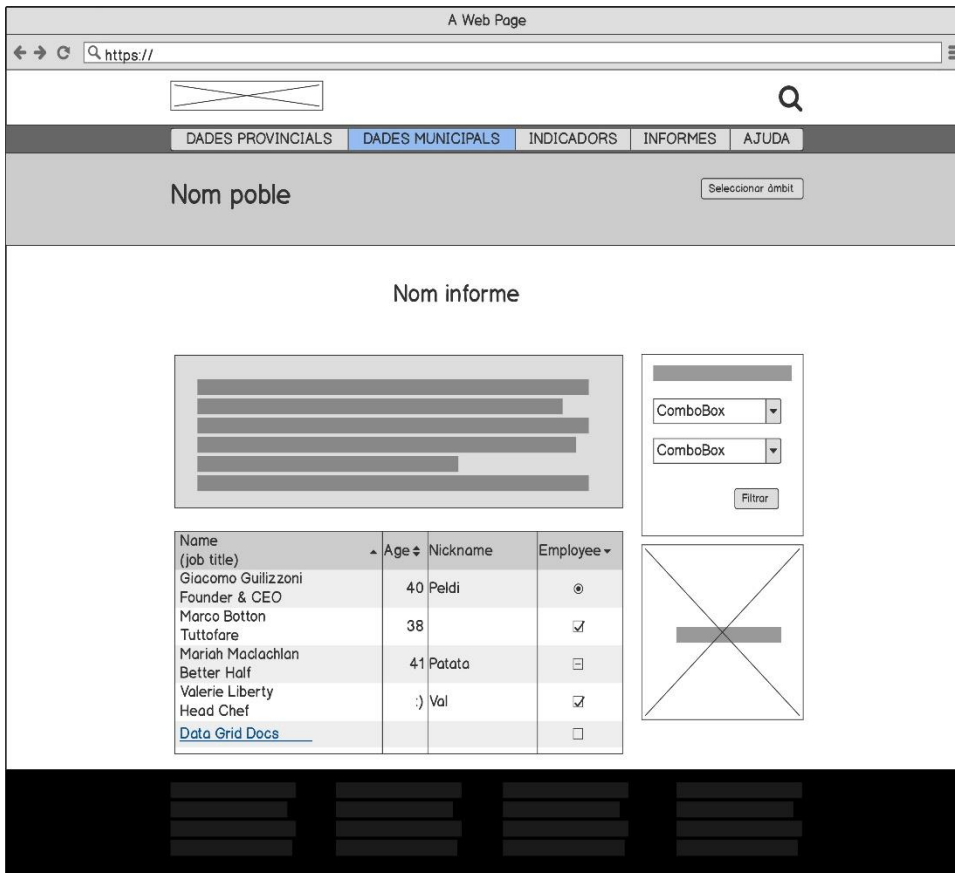 A Web Page
https://
DADES PROVINCIALS DADES MUNICIPALS INDICADORS INFORMES AJUDA
Nom poble
Seleccionar àmbit
Nom informe
ComboBox
ComboBox
Filtrar
Name
(job title) Age Nickname Employee
Giacomo Guilizzoni
Founder & CEO 40 Peldi
Marco Botton
Tuttofare 38
Mariah Maclachlan
Better Half 41 Patata
Valerie Liberty
Head Chef :) Val
Data Grid Docs